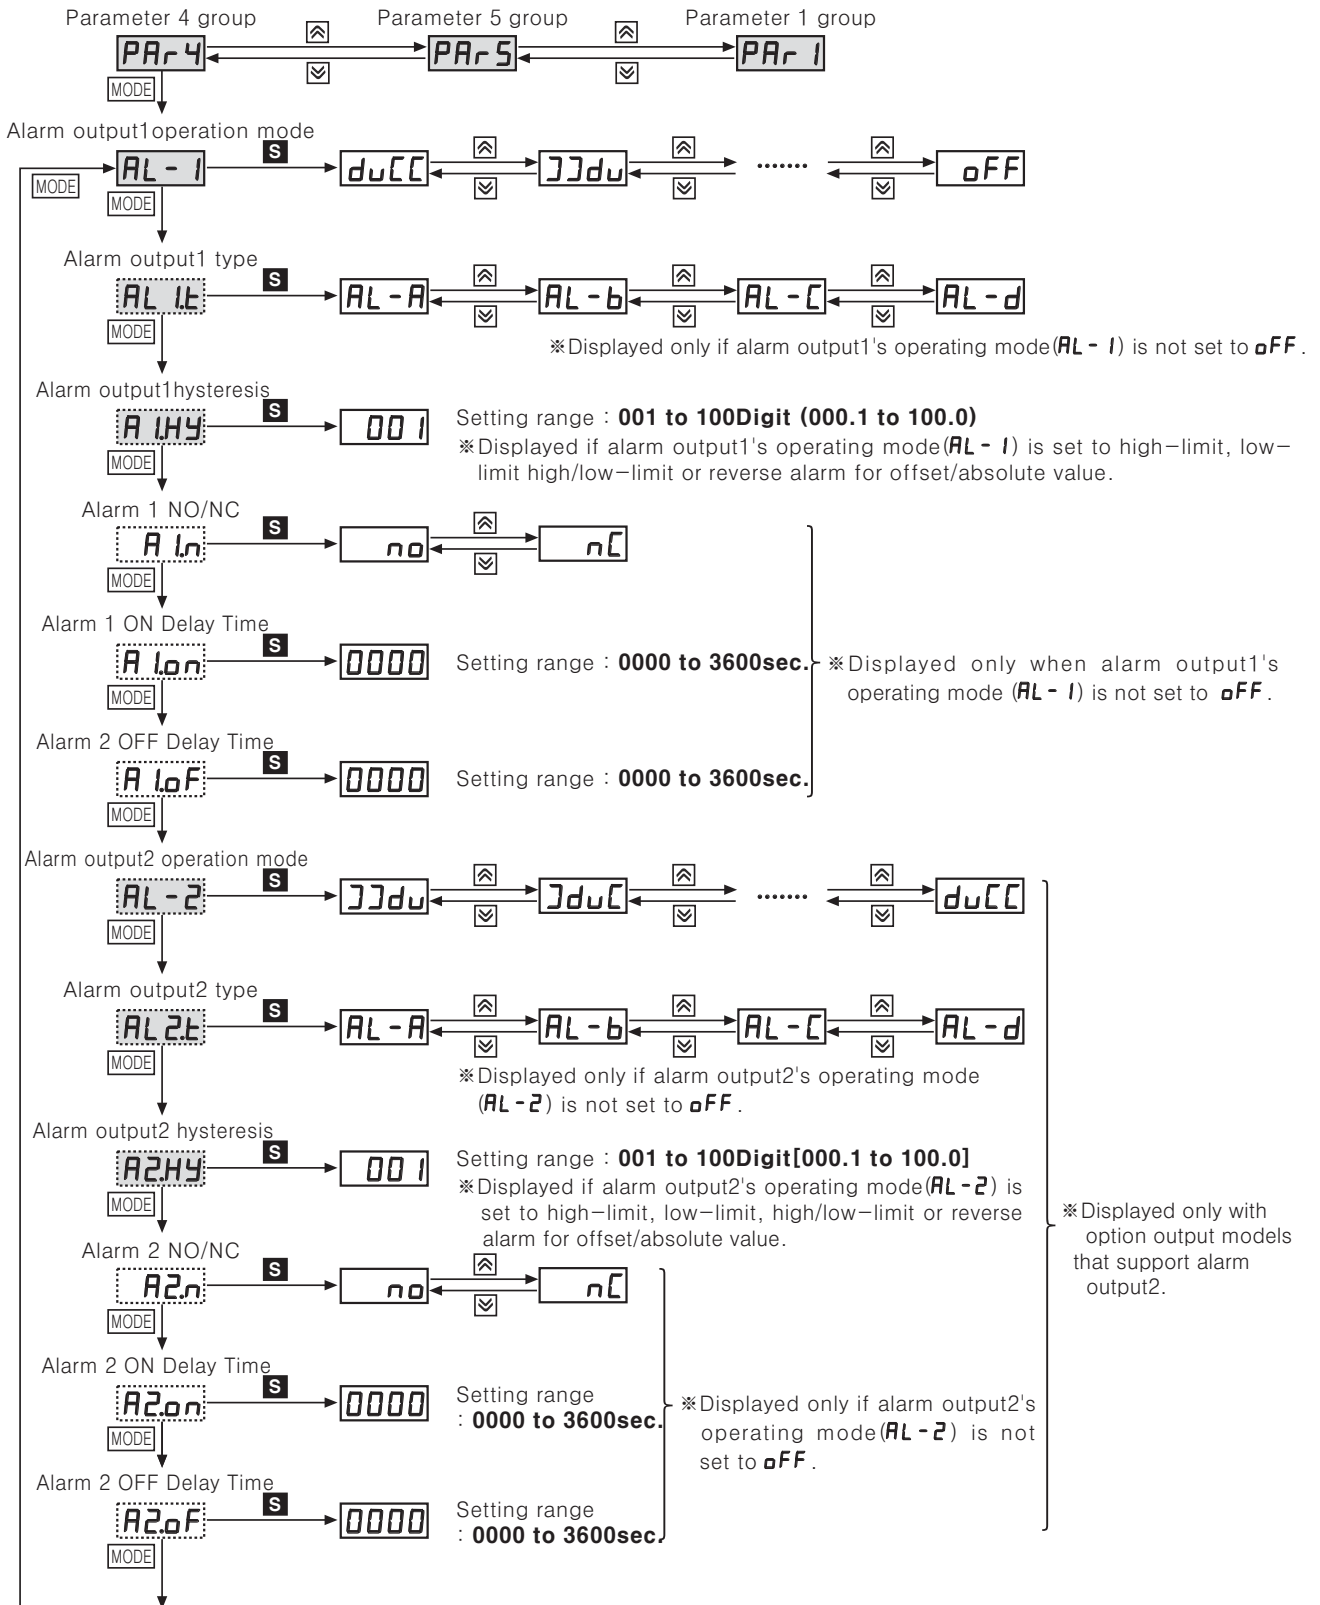 Parameter 4 group Parameter 5 group Parameter 1 group
PAr4 PAr5 PAr1
MODE
Alarm output1operation mode
AL-1 S duCC ]]du ······· oFF
MODE
MODE
Alarm output1 type
AL1.t S AL-A AL-b AL-C AL-d
MODE
※Displayed only if alarm output1's operating mode(AL-1) is not set to oFF.
Alarm output1hysteresis
A1.HY S 001 Setting range : 001 to 100Digit (000.1 to 100.0)
MODE
※Displayed if alarm output1's operating mode(AL-1) is set to high-limit, low-
limit high/low-limit or reverse alarm for offset/absolute value.
Alarm 1 NO/NC
A1.n S no nC
MODE
Alarm 1 ON Delay Time
A1.on S 0000 Setting range : 0000 to 3600sec.
MODE
※Displayed only when alarm output1's
operating mode (AL-1) is not set to oFF.
Alarm 2 OFF Delay Time
A1.oF S 0000 Setting range : 0000 to 3600sec.
MODE
Alarm output2 operation mode
AL-2 S ]]du ]duC ······· duCC
MODE
Alarm output2 type
AL2.t S AL-A AL-b AL-C AL-d
MODE
※Displayed only if alarm output2's operating mode
(AL-2) is not set to oFF.
Alarm output2 hysteresis
A2.HY S 001 Setting range : 001 to 100Digit[000.1 to 100.0]
MODE
※Displayed if alarm output2's operating mode(AL-2) is
set to high-limit, low-limit, high/low-limit or reverse
alarm for offset/absolute value.
※Displayed only with
option output models
that support alarm
output2.
Alarm 2 NO/NC
A2.n S no nC
MODE
Alarm 2 ON Delay Time
A2.on S 0000 Setting range
: 0000 to 3600sec.
MODE
※Displayed only if alarm output2's
operating mode(AL-2) is not
set to oFF.
Alarm 2 OFF Delay Time
A2.oF S 0000 Setting range
: 0000 to 3600sec.
MODE